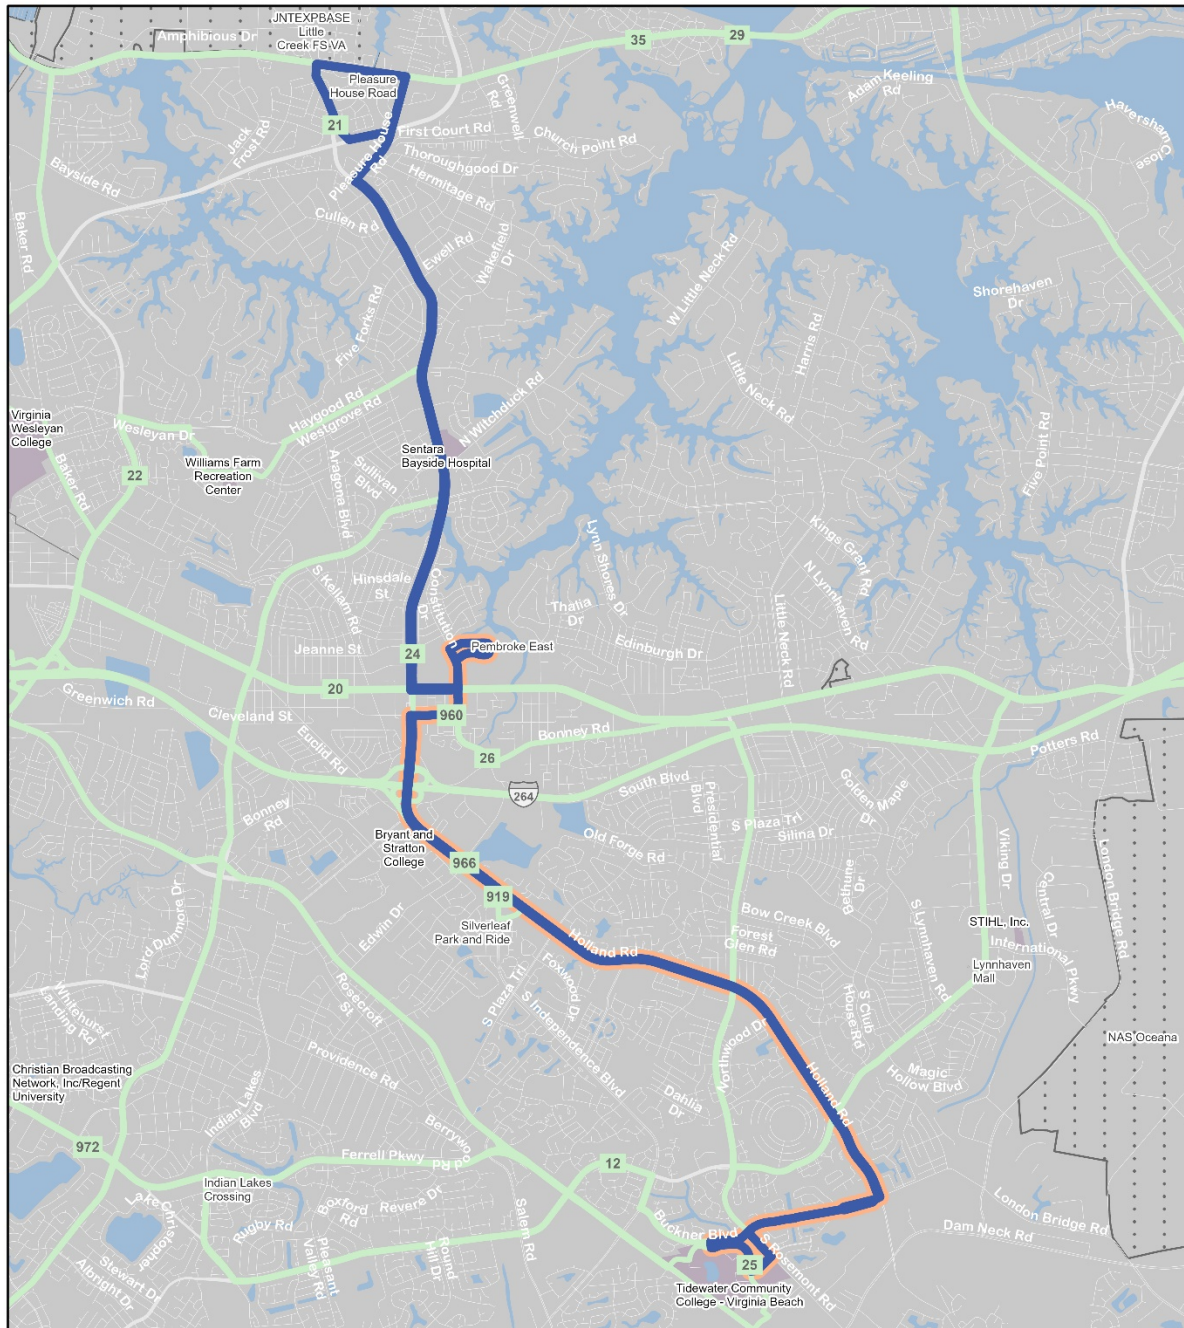 JNTEXPBASE
Little
Creek FS VA
Amphibious Dr
35
29
Pleasure
House Road
Adam Keeling
Rd
Greenwell
Rd
Haversham
Close
21
First Court Rd
Church Point Rd
Jack
Frost Rd
Pleasure House
Rd
Thoroughgood Dr
Hermitage Rd
Bayside Rd
Baker Rd
Cullen Rd
Ewell Rd
Wakefield
Dr
W Little Neck Rd
Shorehaven
Dr
Five Forks Rd
Harris Rd
Little Neck Rd
Haygood Rd
Westgrove Rd
N Witchduck Rd
Virginia
Wesleyan
College
Wesleyan Dr
Sentara
Bayside Hospital
Five Point Rd
Baker Rd
22
Williams Farm
Recreation
Center
Aragona Blvd
Sullivan
Blvd
Lynn Shores Dr
Kings Grant Rd
N Lynnhaven Rd
S Kellam Rd
Hinsdale
St
Constitution
Dr
Thalia
Dr
Little Neck Rd
Jeanne St
24
Pembroke East
Edinburgh Dr
20
Greenwich Rd
Cleveland St
960
Bonney Rd
Euclid Rd
26
Potters Rd
264
South Blvd
Presidential
Blvd
Golden Maple
Dr
Bonney
Rd
Bryant and
Stratton
College
Old Forge Rd
S Plaza Trl
Silina Dr
Viking Dr
London Bridge Rd
966
Bethune
Dr
Central Dr
919
Lord Dunmore Dr
Edwin Dr
Silverleaf
Park and Ride
Holland Rd
Bow Creek Blvd
Forest
Glen Rd
S Lynnhaven Rd
STIHL, Inc.
International Pkwy
Lynnhaven
Mall
Foxwood Dr
S Plaza Trl
S Independence Blvd
S Club
House Rd
Whitehurst
Landing Rd
Rosecroft
St
Northwood Dr
NAS Oceana
Providence Rd
Christian Broadcasting
Network, Inc/Regent
University
Holland Rd
Magic
Hollow Blvd
Dahlia
Dr
Indian Lakes
Blvd
Berrywood
Rd
972
Ferrell Pkwy
12
Indian Lakes
Crossing
Lake Christopher
Boxford
Rd
Revere Dr
Rugby Rd
Salem Rd
Buckner Blvd
London Bridge Rd
Dam Neck Rd
Stewart Dr
Albright Dr
Pleasant
Valley Rd
Round
Hill Dr
S Rosemont Rd
25
Tidewater Community
College - Virginia Beach